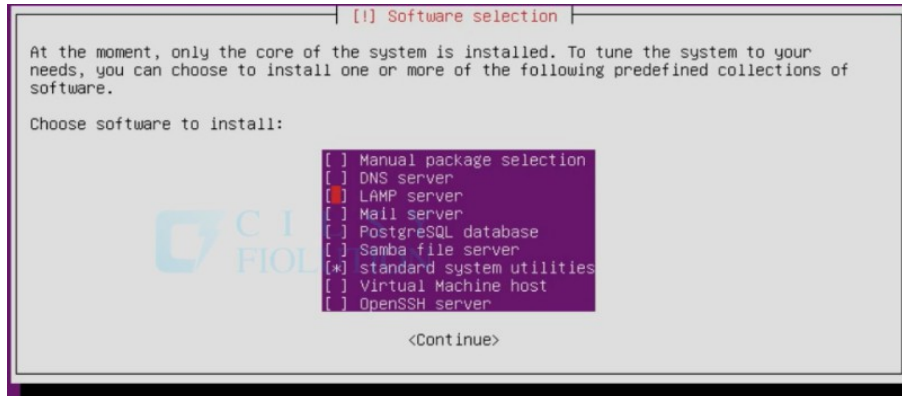 [!] Software selection
At the moment, only the core of the system is installed. To tune the system to your
needs, you can choose to install one or more of the following predefined collections of
software.
Choose software to install:
[ ] Manual package selection
[ ] DNS server
[ ] LAMP server
[ ] Mail server
[ ] PostgreSQL database
[ ] Samba file server
[*] standard system utilities
[ ] Virtual Machine host
[ ] OpenSSH server
<Continue>